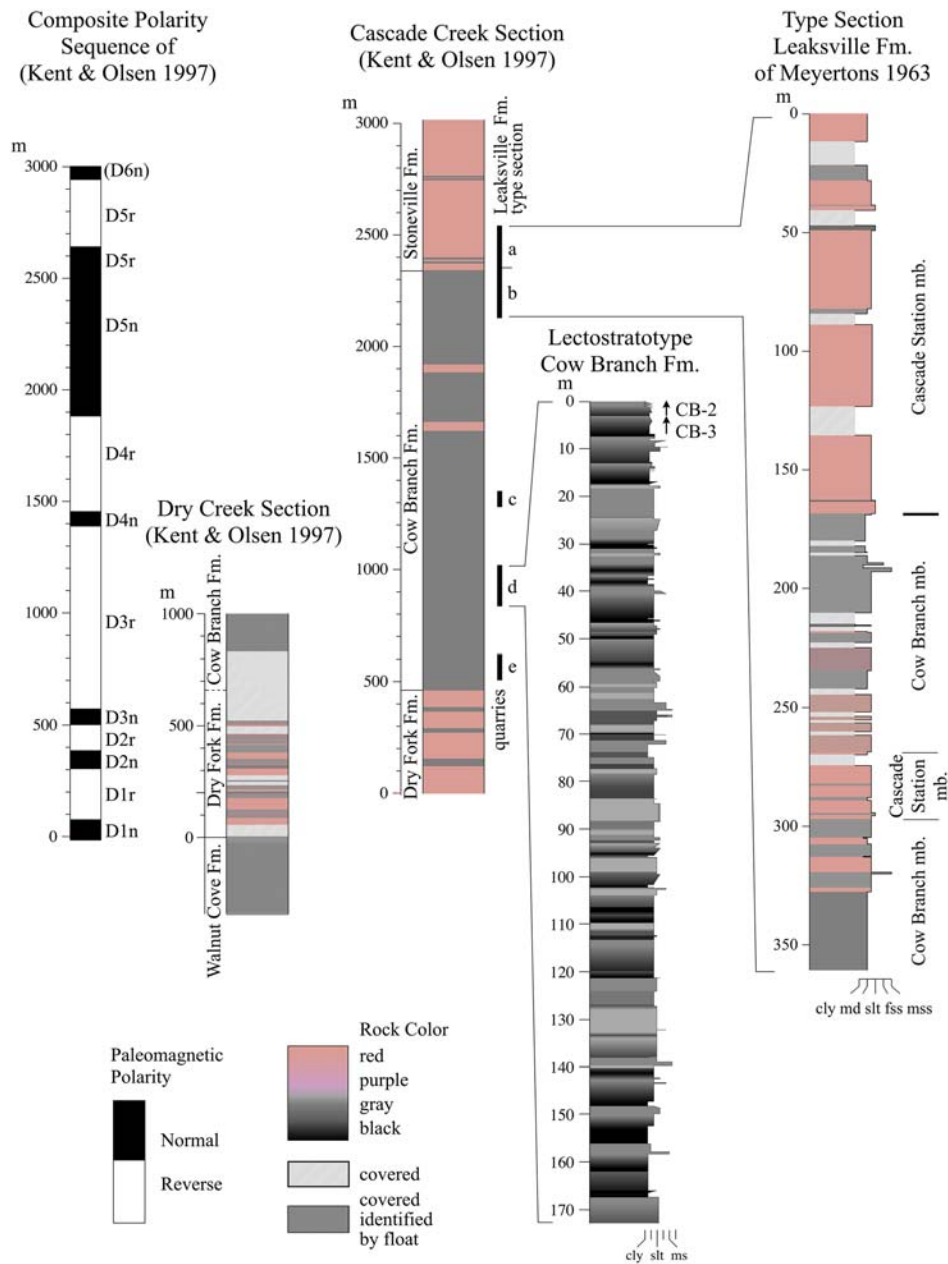 Composite Polarity
Sequence of
(Kent & Olsen 1997)
m
3000
2500
2000
1500
1000
500
0
(D6n)
D5r
D5r
D5n
D4r
D4n
D3r
D3n
D2r
D2n
D1r
D1n
Dry Creek Section
(Kent & Olsen 1997)
m
1000
500
0
Cow Branch Fm.
Dry Fork Fm.
Walnut Cove Fm.
Cascade Creek Section
(Kent & Olsen 1997)
m
3000
2500
2000
1500
1000
500
0
Stoneville Fm.
Cow Branch Fm.
Dry Fork Fm.
Leaksville Fm.
type section
a
b
c
d
e
quarries
Lectostratotype
Cow Branch Fm.
m
0
10
20
30
40
50
60
70
80
90
100
110
120
130
140
150
160
170
CB-2
CB-3
cly slt ms
Type Section
Leaksville Fm.
of Meyertons 1963
m
0
50
100
150
200
250
300
350
Cascade Station mb.
Cow Branch mb.
Cascade
Station
mb.
Cow Branch mb.
cly md slt fss mss
Paleomagnetic
Polarity
Normal
Reverse
Rock Color
red
purple
gray
black
covered
covered
identified
by float